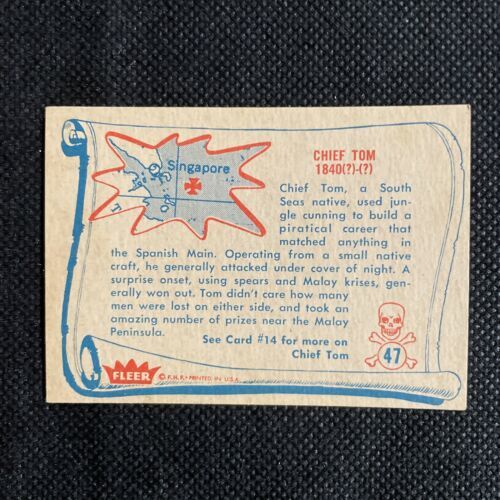 Singapore
CHIEF TOM
1840(?)-(?)
Chief Tom, a South
Seas native, used jun-
gle cunning to build a
piratical career that
matched anything in
the Spanish Main. Operating from a small native
craft, he generally attacked under cover of night. A
surprise onset, using spears and Malay krises, gen-
erally won out. Tom didn't care how many
men were lost on either side, and took an
amazing number of prizes near the Malay
Peninsula.
See Card #14 for more on
Chief Tom
47
FLEER
© F.H.F. PRINTED IN U.S.A.